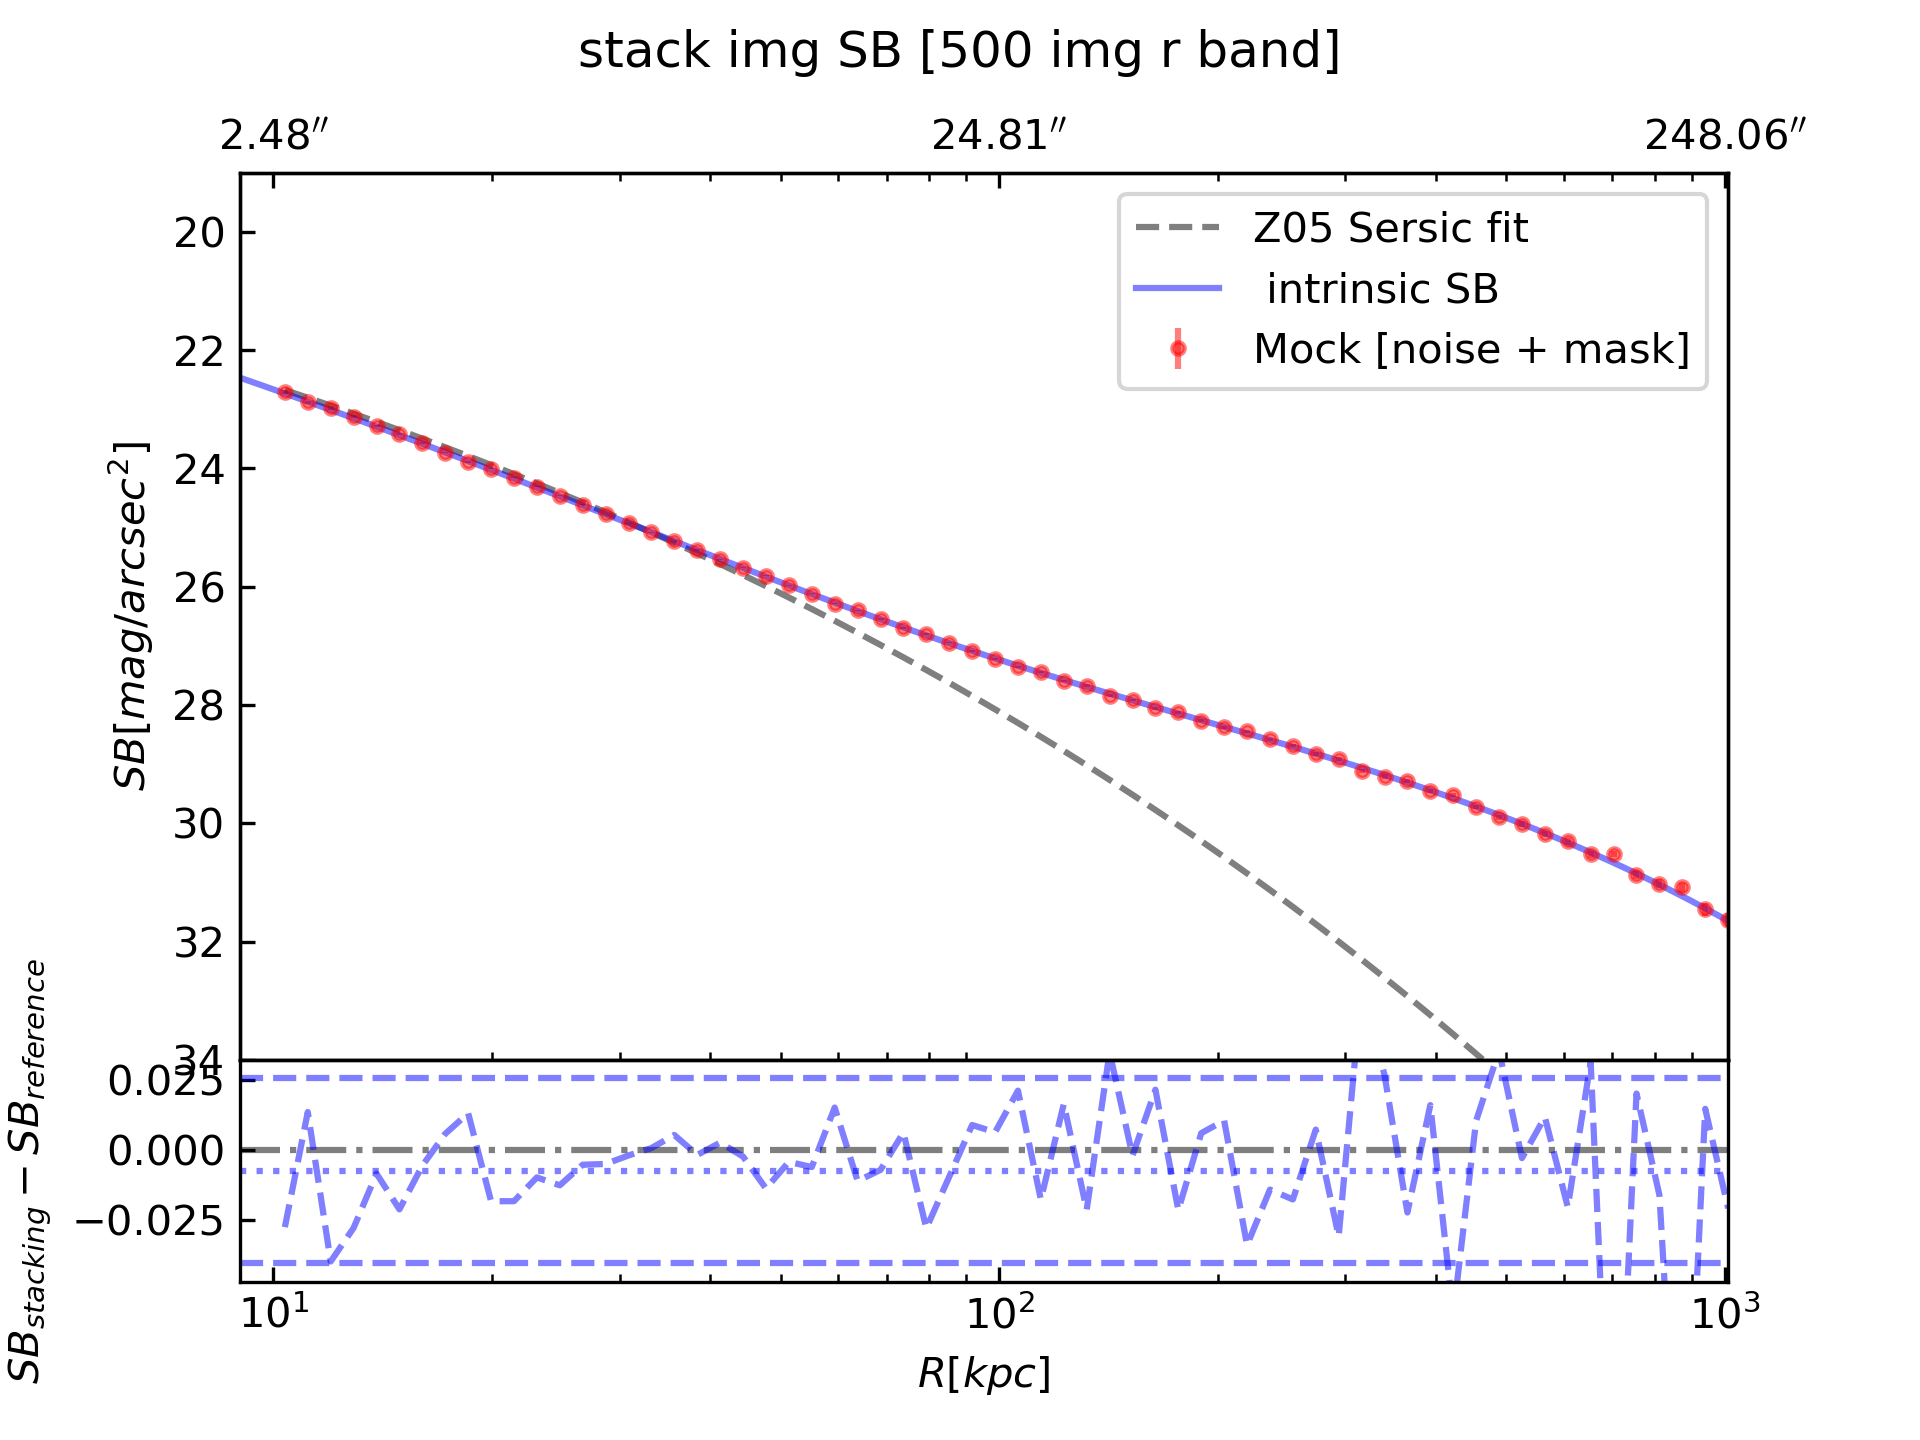 stack img SB [500 img r band]
2.48″ 24.81″ 248.06″
Z05 Sersic fit
intrinsic SB
Mock [noise + mask]
20
22
24
26
28
30
32
34
SB[mag/arcsec²]
0.025
0.000
−0.025
SB_stacking − SB_reference
10¹ 10² 10³
R[kpc]